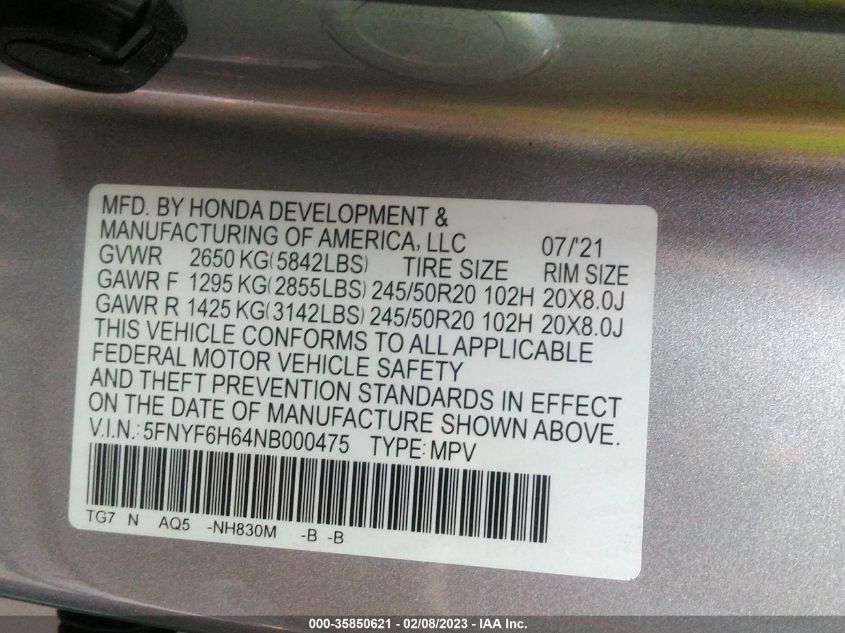 MFD. BY HONDA DEVELOPMENT &
MANUFACTURING OF AMERICA, LLC 07/'21
GVWR 2650 KG(5842LBS) TIRE SIZE RIM SIZE
GAWR F 1295 KG(2855LBS) 245/50R20 102H 20X8.0J
GAWR R 1425 KG(3142LBS) 245/50R20 102H 20X8.0J
THIS VEHICLE CONFORMS TO ALL APPLICABLE
FEDERAL MOTOR VEHICLE SAFETY
AND THEFT PREVENTION STANDARDS IN EFFECT
ON THE DATE OF MANUFACTURE SHOWN ABOVE.
V.I.N.: 5FNYF6H64NB000475 TYPE: MPV
TG7 N AQ5 -NH830M -B -B
000-35850621 - 02/08/2023 - IAA Inc.